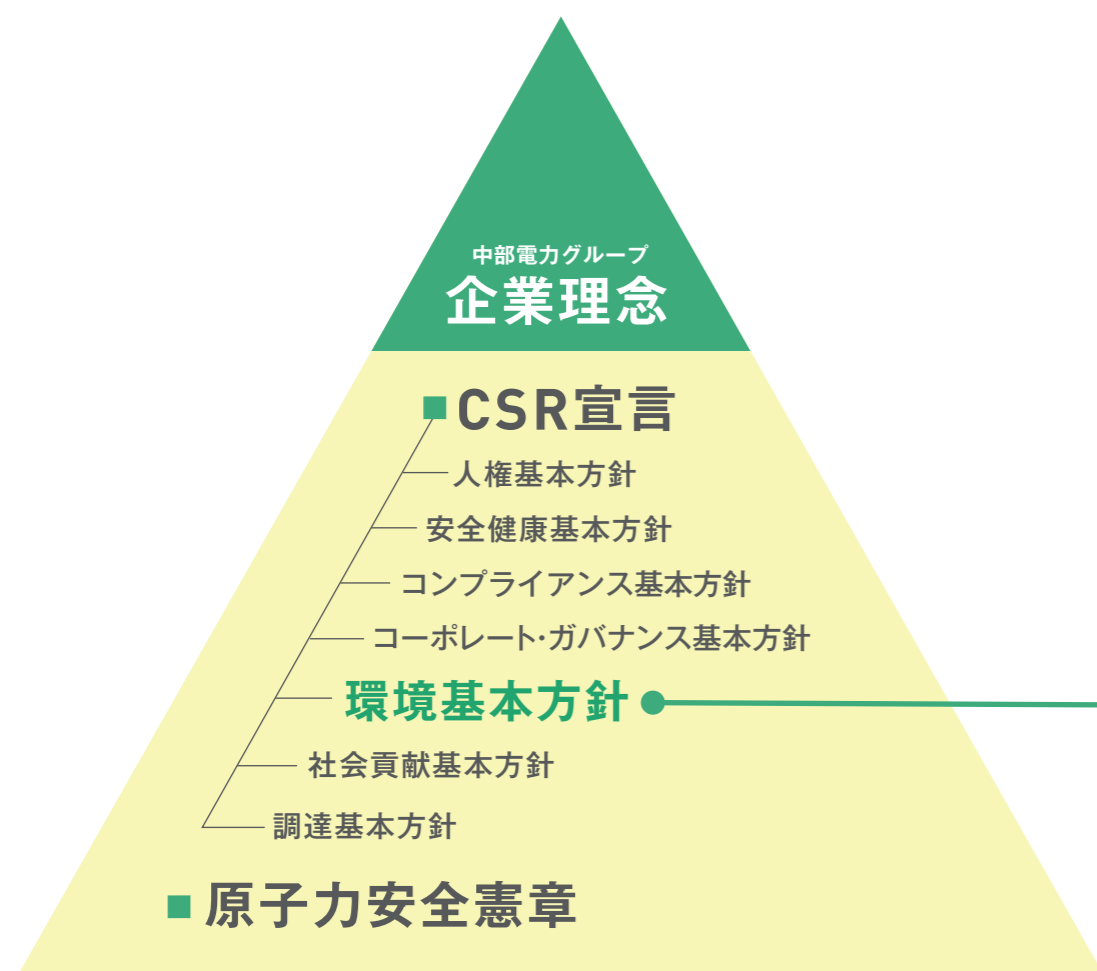 中部電力グループ
企業理念
■CSR宣言
人権基本方針
安全健康基本方針
コンプライアンス基本方針
コーポレート・ガバナンス基本方針
環境基本方針
社会貢献基本方針
調達基本方針
■原子力安全憲章